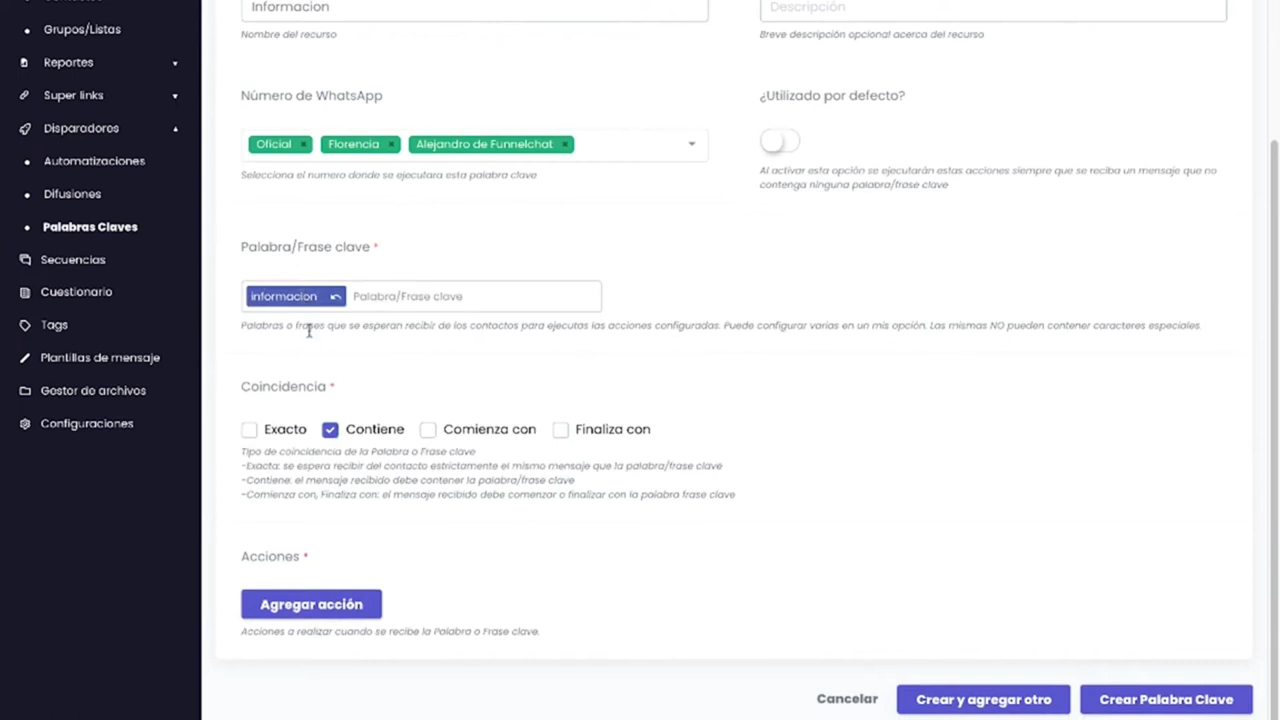 Grupos/Listas
Reportes
Super links
Disparadores
Automatizaciones
Difusiones
Palabras Claves
Secuencias
Cuestionario
Tags
Plantillas de mensaje
Gestor de archivos
Configuraciones
Informacion
Descripción
Nombre del recurso
Breve descripción opcional acerca del recurso
Número de WhatsApp
¿Utilizado por defecto?
Oficial × Florencia × Alejandro de Funnelchat ×
Selecciona el numero donde se ejecutara esta palabra clave
Al activar esta opción se ejecutarán estas acciones siempre que se reciba un mensaje que no
contenga ninguna palabra/frase clave
Palabra/Frase clave *
informacion Palabra/Frase clave
Palabras o frases que se esperan recibir de los contactos para ejecutas las acciones configuradas. Puede configurar varias en un mis opción. Las mismas NO pueden contener caracteres especiales.
Coincidencia *
Exacto Contiene Comienza con Finaliza con
Tipo de coincidencia de la Palabra o Frase clave
-Exacta: se espera recibir del contacto estrictamente el mismo mensaje que la palabra/frase clave
-Contiene: el mensaje recibido debe contener la palabra/frase clave
-Comienza con, Finaliza con: el mensaje recibido debe comenzar o finalizar con la palabra frase clave
Acciones *
Agregar acción
Acciones a realizar cuando se recibe la Palabra o Frase clave.
Cancelar
Crear y agregar otro
Crear Palabra Clave